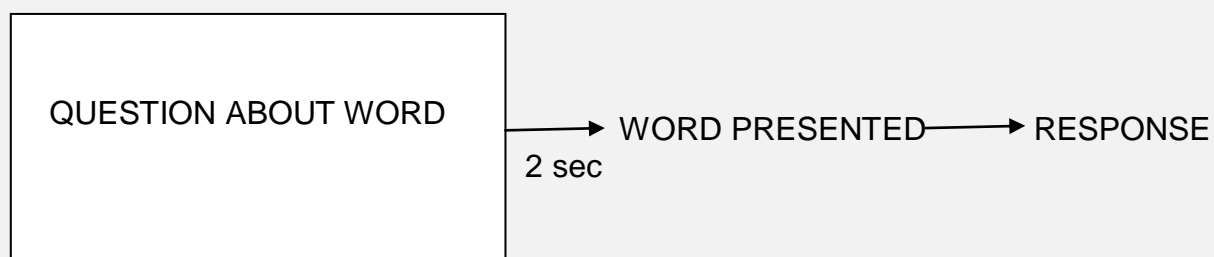 QUESTION ABOUT WORD
WORD PRESENTED
RESPONSE
2 sec